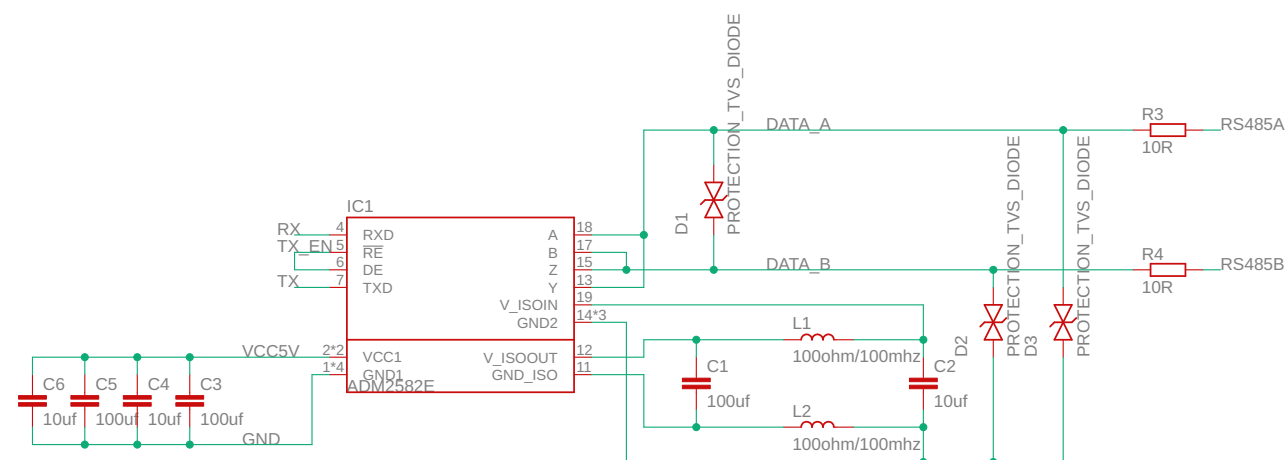 PROTECTION_TVS_DIODE
DATA_A
R3
10R
RS485A
PROTECTION_TVS_DIODE
PROTECTION_TVS_DIODE
D1
IC1
RX
4
RXD
A
18
TX_EN
5
RE
B
17
6
DE
Z
15
DATA_B
R4
10R
RS485B
TX
7
TXD
Y
13
V_ISOIN
19
GND2
14*3
D2
D3
L1
100ohm/100mhz
VCC5V
2*2
VCC1
V_ISOOUT
12
1*4
GND1
GND_ISO
11
ADM2582E
C1
100uf
C2
10uf
C6
10uf
C5
100uf
C4
10uf
C3
100uf
L2
100ohm/100mhz
GND